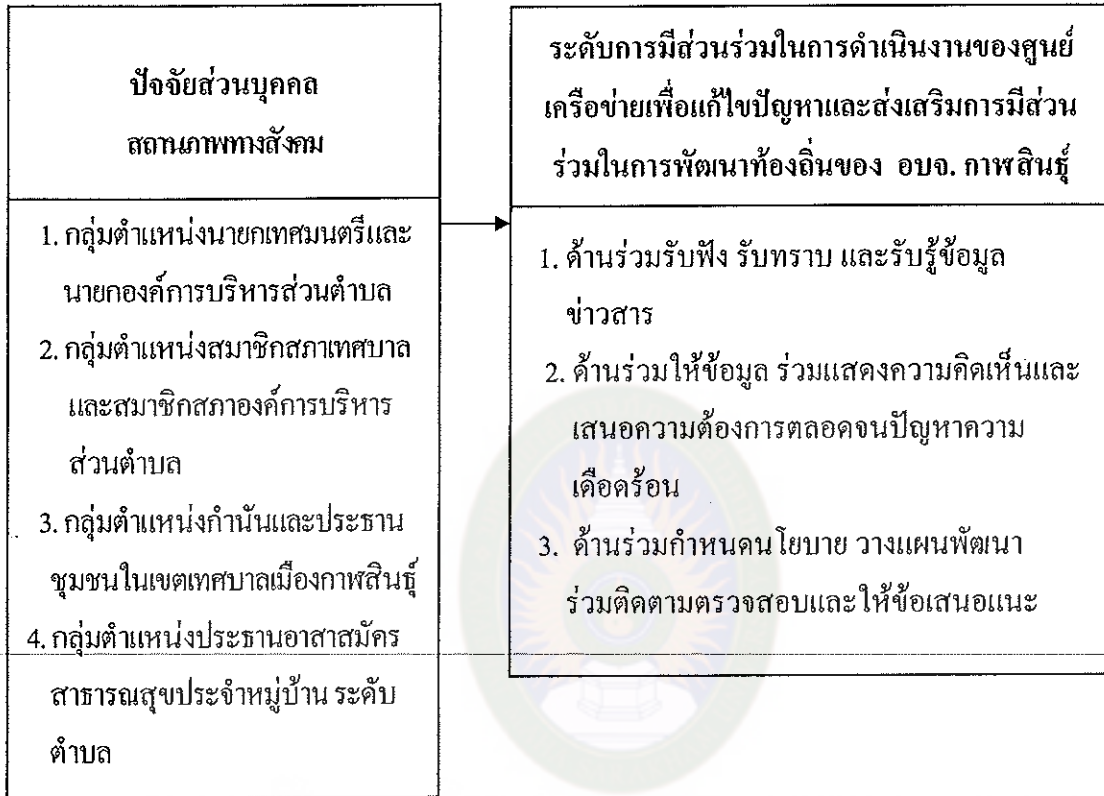 ปัจจัยส่วนบุคคล
สถานภาพทางสังคม
1. กลุ่มตำแหน่งนายกเทศมนตรีและ
นายกองค์การบริหารส่วนตำบล
2. กลุ่มตำแหน่งสมาชิกสภาเทศบาล
และสมาชิกสภาองค์การบริหาร
ส่วนตำบล
3. กลุ่มตำแหน่งกำนันและประธาน
ชุมชนในเขตเทศบาลเมืองกาฬสินธุ์
4. กลุ่มตำแหน่งประธานอาสาสมัคร
สาธารณสุขประจำหมู่บ้าน ระดับ
ตำบล
ระดับการมีส่วนร่วมในการดำเนินงานของศูนย์
เครือข่ายเพื่อแก้ไขปัญหาและส่งเสริมการมีส่วน
ร่วมในการพัฒนาท้องถิ่นของ อบจ. กาฬสินธุ์
1. ด้านร่วมรับฟัง รับทราบ และรับรู้ข้อมูล
ข่าวสาร
2. ด้านร่วมให้ข้อมูล ร่วมแสดงความคิดเห็นและ
เสนอความต้องการตลอดจนปัญหาความ
เดือดร้อน
3. ด้านร่วมกำหนดนโยบาย วางแผนพัฒนา
ร่วมติดตามตรวจสอบและให้ข้อเสนอแนะ